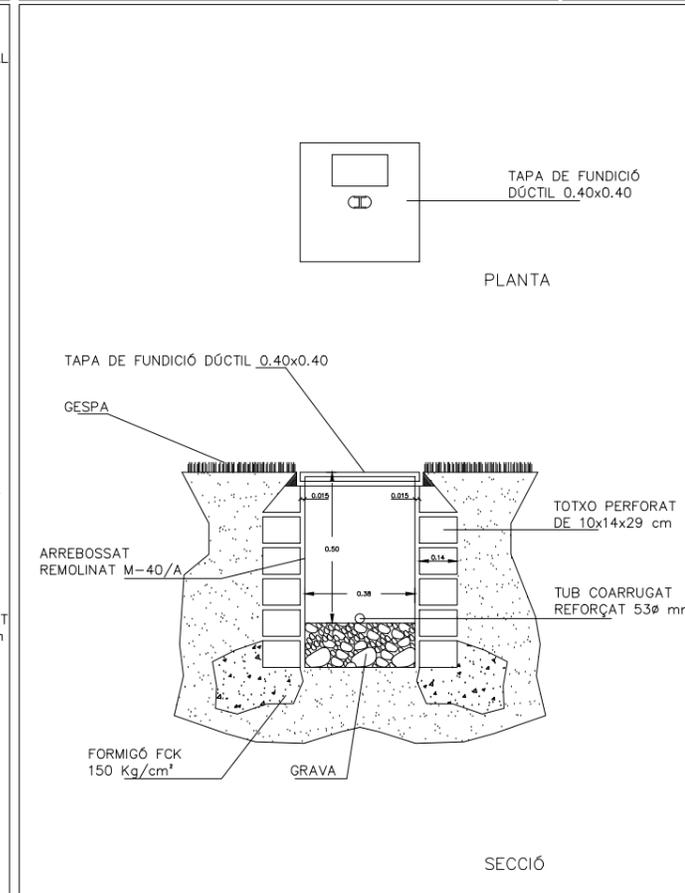 L
TAPA DE FUNDICIÓ
DÚCTIL 0.40x0.40
PLANTA
TAPA DE FUNDICIÓ DÚCTIL 0.40x0.40
GESPA
0.015
0.015
TOTXO PERFORAT
DE 10x14x29 cm
0.50
ARREBOSSAT
REMOLINAT M-40/A
0.14
0.38
TUB COARRUGAT
REFORÇAT 53ø mm
T
FORMIGÓ FCK
150 Kg/cm²
GRAVA
SECCIÓ